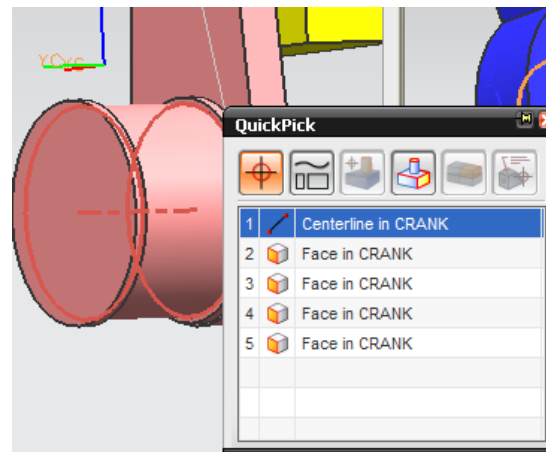 QuickPick
1 Centerline in CRANK
2 Face in CRANK
3 Face in CRANK
4 Face in CRANK
5 Face in CRANK